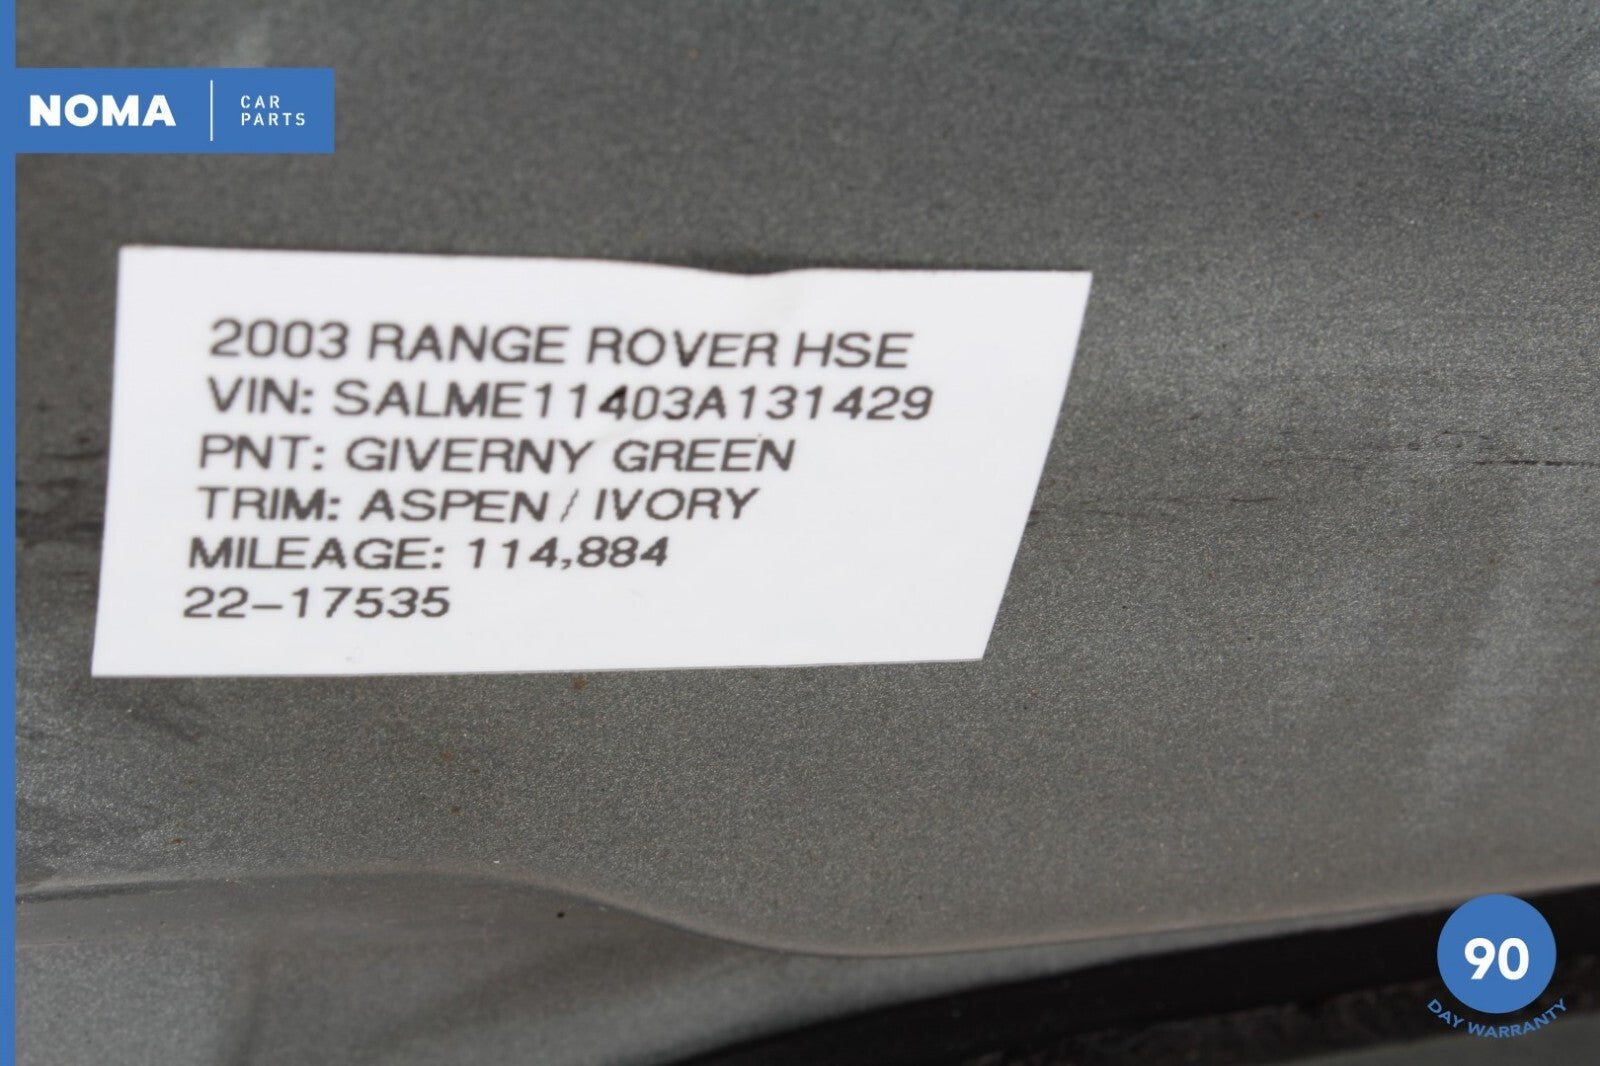 NOMA
CAR
PARTS
2003 RANGE ROVER HSE
VIN: SALME11403A131429
PNT: GIVERNY GREEN
TRIM: ASPEN / IVORY
MILEAGE: 114,884
22-17535
90
DAY WARRANTY